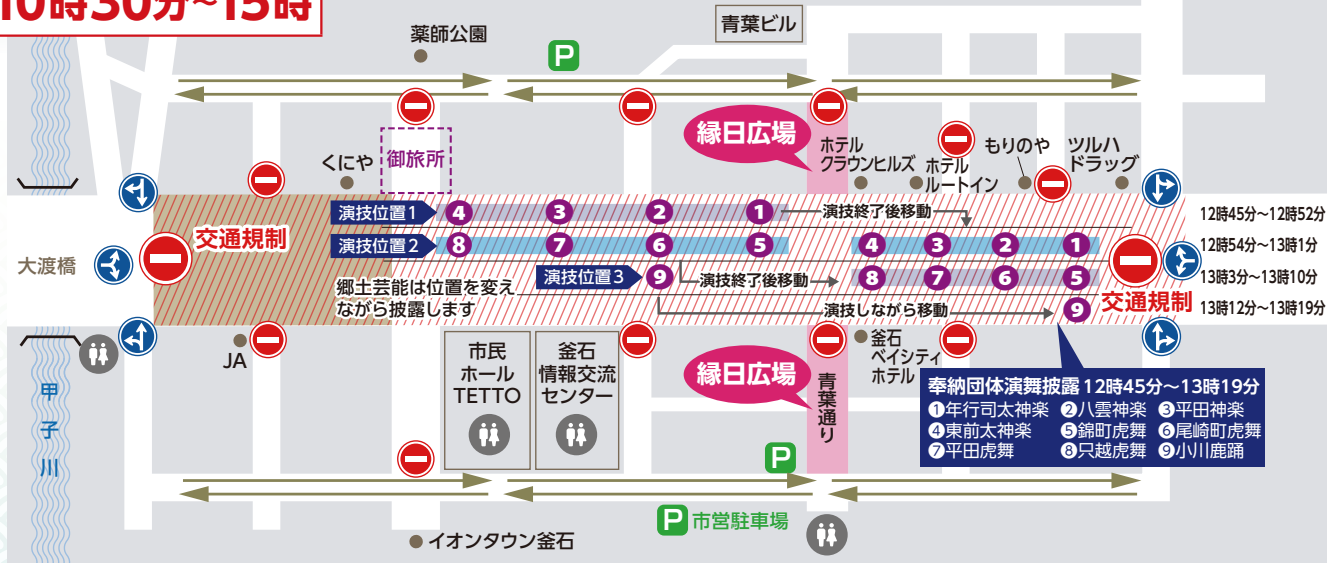 10時30分~15時
青葉ビル
薬師公園
P
縁日広場
ホテル
クラウンヒルズ
ホテル
ルートイン
もりのや
ツルハ
ドラッグ
くにや
御旅所
演技位置1
4
3
2
1
演技終了後移動
12時45分~12時52分
交通規制
演技位置2
8
7
6
5
4
3
2
1
12時54分~13時1分
大渡橋
演技位置3
9
演技終了後移動
8
7
6
5
13時3分~13時10分
郷土芸能は位置を変え
ながら披露します
演技しながら移動
9
交通規制
13時12分~13時19分
JA
市民
ホール
TETTO
釜石
情報交流
センター
縁日広場
青葉通り
釜石
ベイシティ
ホテル
奉納団体演舞披露 12時45分~13時19分
❶年行司太神楽 ❷八雲神楽 ❸平田神楽
❹東前太神楽 ❺錦町虎舞 ❻尾崎町虎舞
❼平田虎舞 ❽只越虎舞 ❾小川鹿踊
甲子川
P
P 市営駐車場
イオンタウン釜石